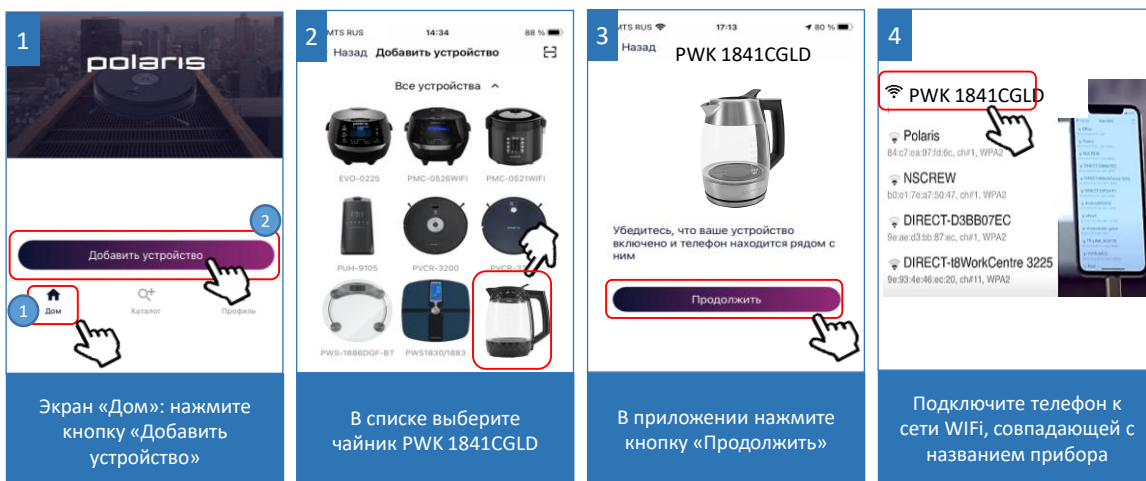 1
polaris
2
Добавить устройство
1
Дом
Каталог
Профиль
Экран «Дом»: нажмите
кнопку «Добавить
устройство»
2
MTS RUS 14:34 88 %
Назад Добавить устройство
Все устройства
EVO-0225 PMC-0526WIFI PMC-0521WIFI
PUH-9105 PVCR-3200
PWS-1886DGF-BT PWS1830/1883
В списке выберите
чайник PWK 1841CGLD
3
MTS RUS 17:13 80 %
Назад
PWK 1841CGLD
Убедитесь, что ваше устройство
включено и телефон находится рядом с
ним
Продолжить
В приложении нажмите
кнопку «Продолжить»
4
PWK 1841CGLD
Polaris
84:c7:ea:97:fd:6c, ch#1, WPA2
NSCREW
b0:e1:7e:a7:50:47, ch#1, WPA2
DIRECT-D3BB07EC
9e:ae:d3:bb:87:ec, ch#1, WPA2
DIRECT-t8WorkCentre 3225
9e:93:4e:46:ec:20, ch#11, WPA2
Подключите телефон к
сети WIFi, совпадающей с
названием прибора